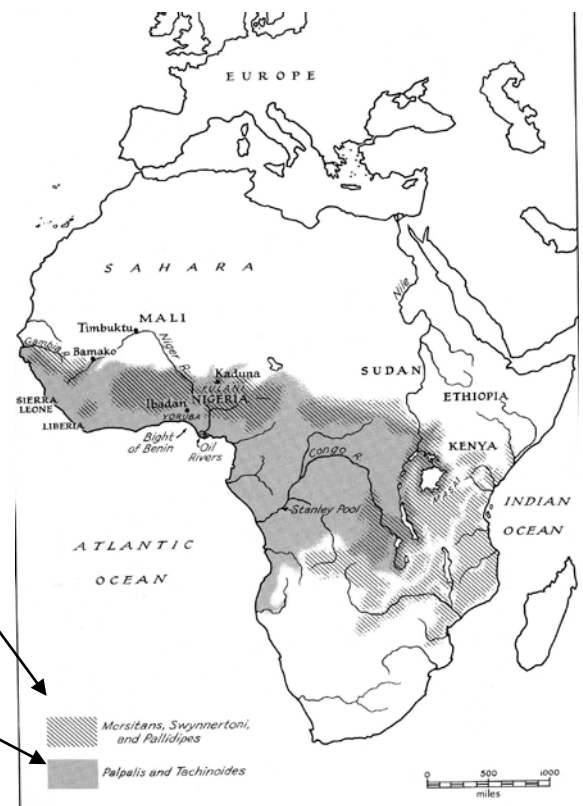 EUROPE
SAHARA
Nile
Timbuktu
MALI
Gambia R.
Bamako
Niger R.
Kaduna
SUDAN
FULANI
ETHIOPIA
SIERRA
LEONE
Ibadan
NIGERIA
YORUBA
LIBERIA
KENYA
Bight
of Benin
Oil
Rivers
Congo R.
MASAI
INDIAN
OCEAN
Stanley Pool
ATLANTIC
OCEAN
Morsitans, Swynnertoni,
and Pallidipes
Palpalis and Tachinoides
0 500 1000
miles